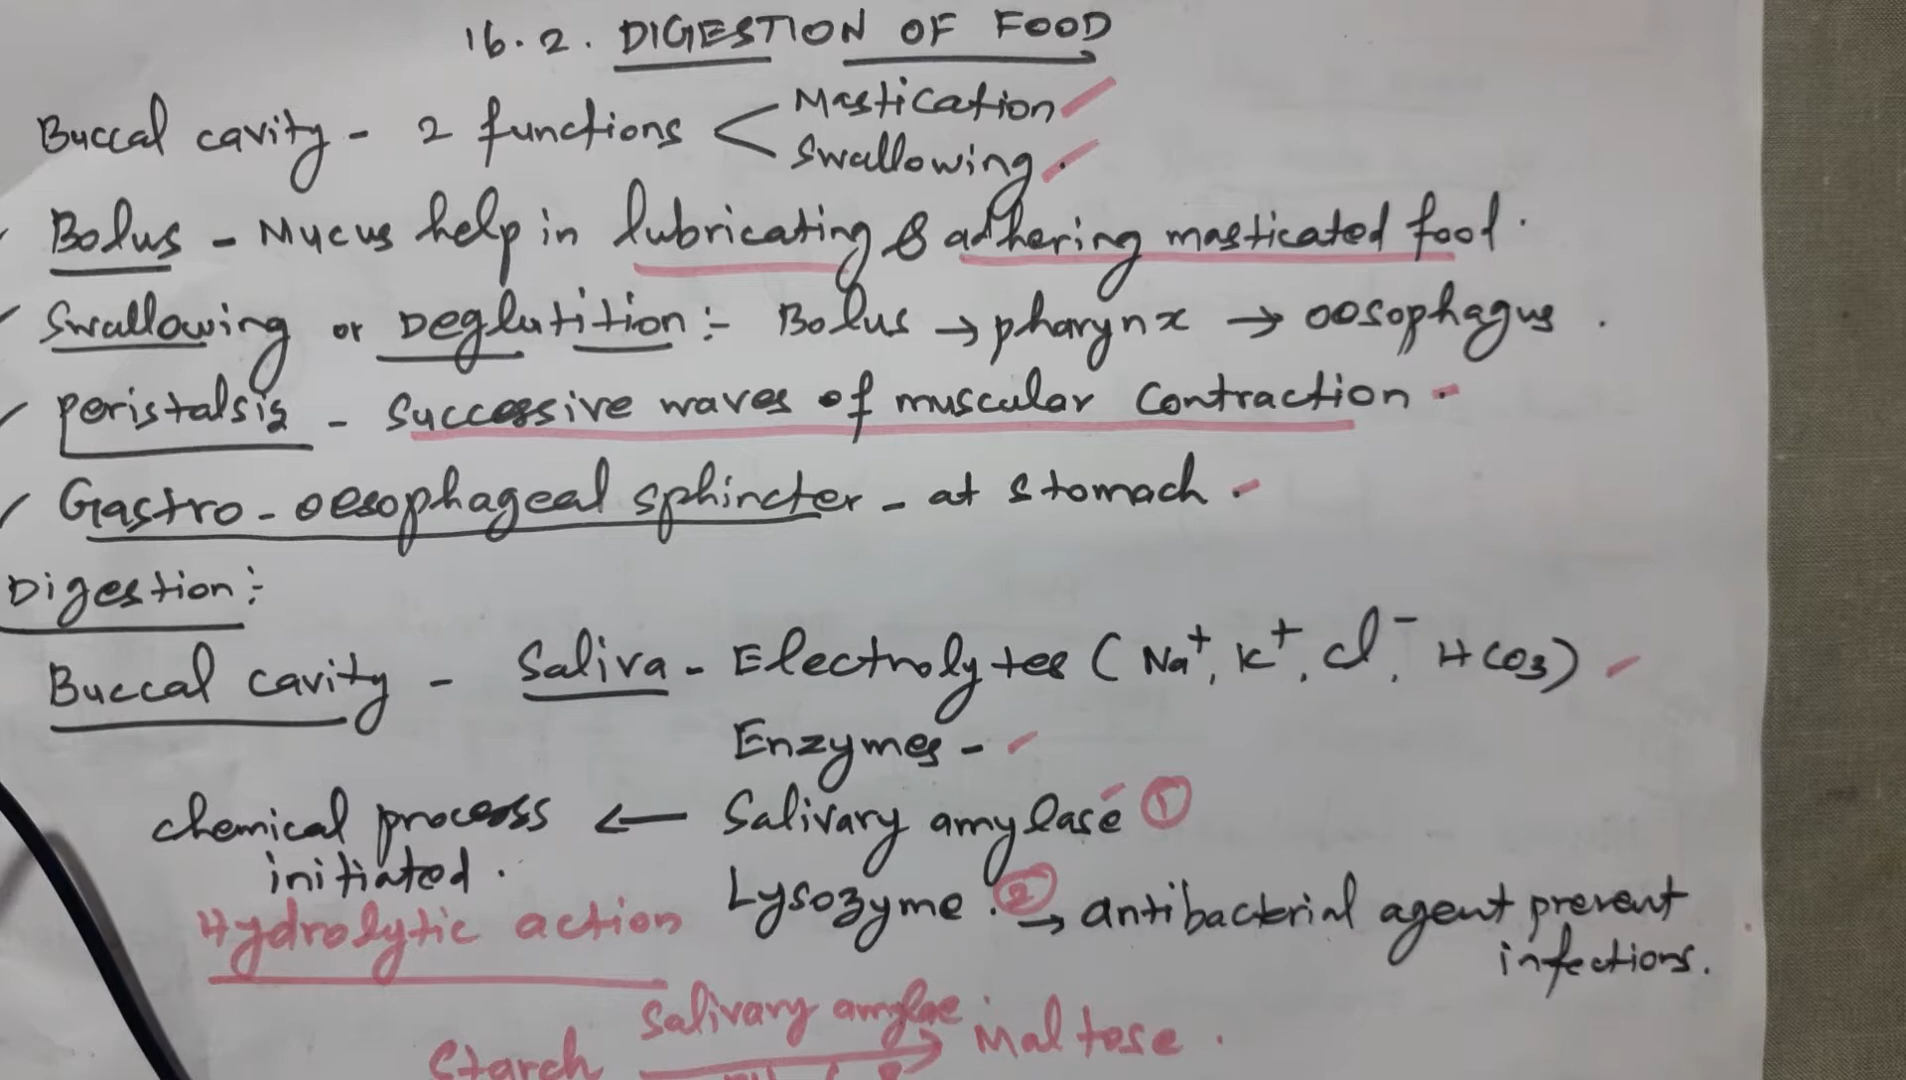 16.2. DIGESTION OF FOOD
Buccal cavity - 2 functions < Mastication
Swallowing.
Bolus - Mucus help in lubricating & adhering masticated food.
Swallowing or Deglutition :- Bolus → pharynx → oosophagus.
Peristalsis - Successive waves of muscular contraction -
Gastro-oesophageal sphincter - at stomach.
Digestion :-
Buccal cavity - Saliva - Electrolytes (Na+, K+, Cl-, HCO3)
Enzymes -
chemical process ← Salivary amylase ①
initiated.
Lysozyme. ② → antibacterial agent prevent
infections.
Hydrolytic action
Starch Salivary amylae → Maltose.